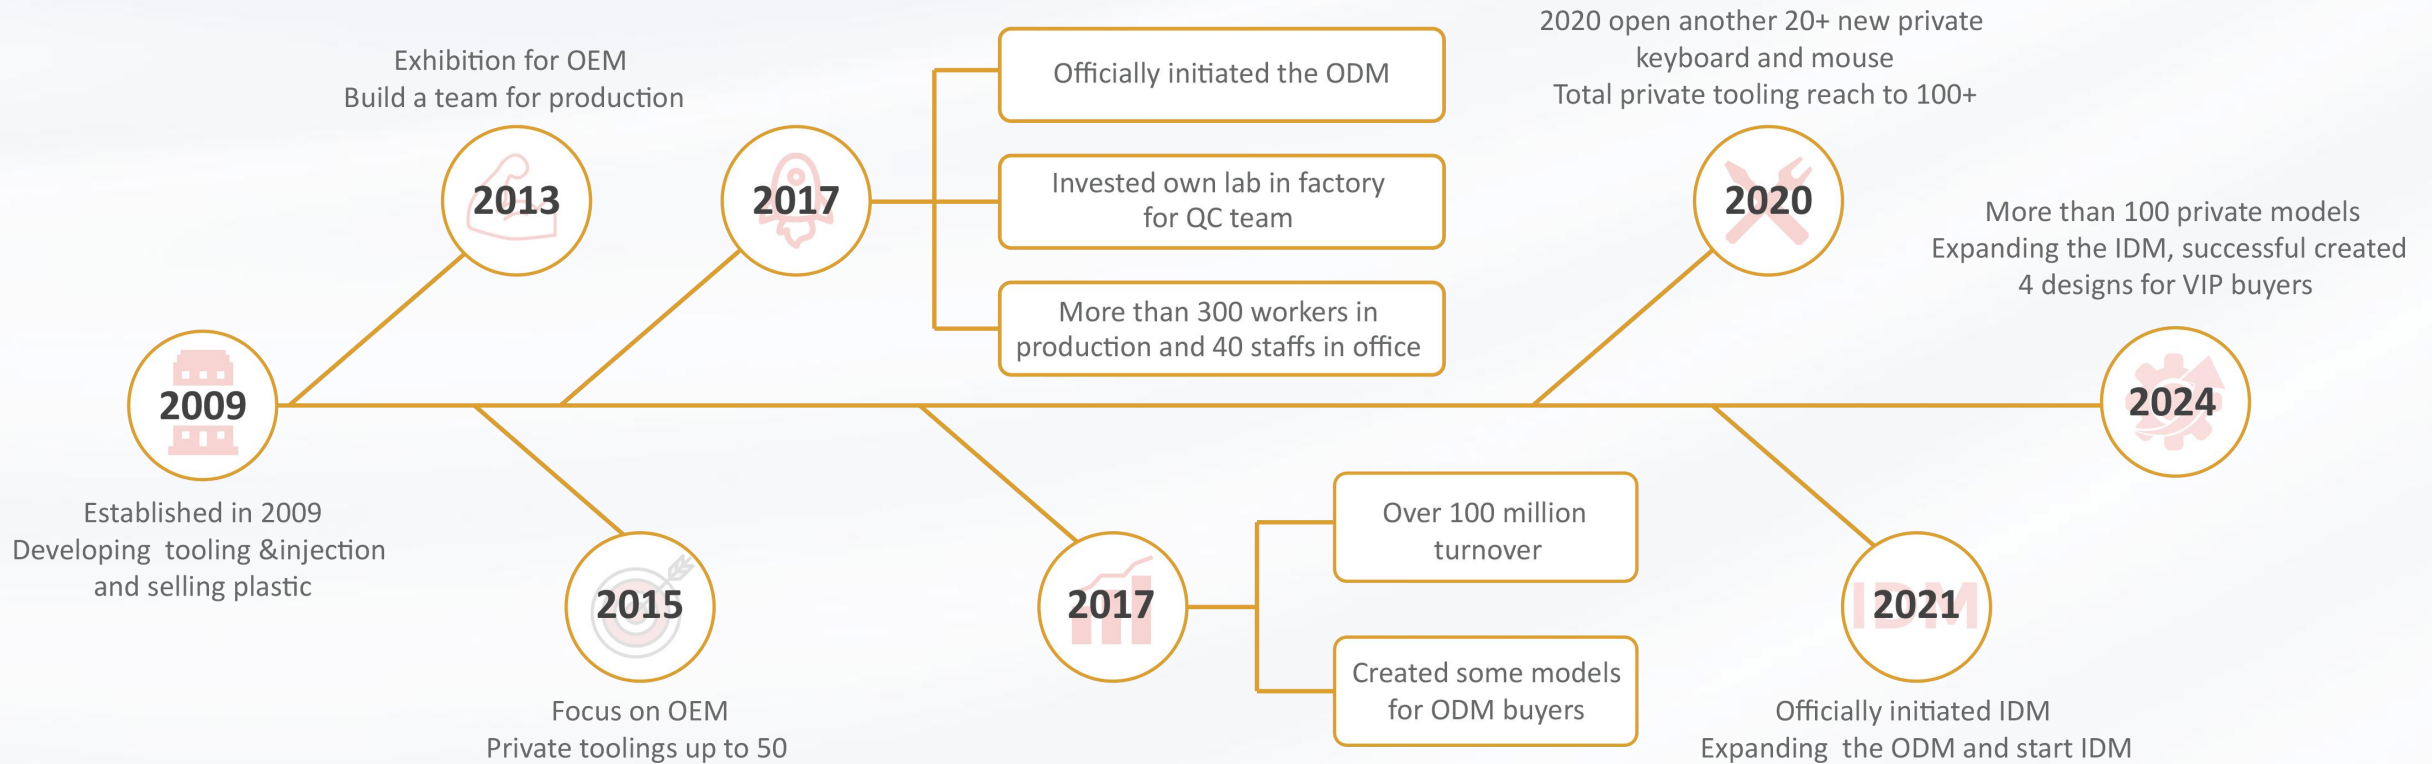 2009
Established in 2009
Developing  tooling &injection
and selling plastic
Exhibition for OEM
Build a team for production
2013
2015
Focus on OEM
Private toolings up to 50
2017
Officially initiated the ODM
Invested own lab in factory
for QC team
More than 300 workers in
production and 40 staffs in office
2017
Over 100 million
turnover
Created some models
for ODM buyers
2020 open another 20+ new private
keyboard and mouse
Total private tooling reach to 100+
2020
IDM
2021
Officially initiated IDM
Expanding  the ODM and start IDM
More than 100 private models
Expanding the IDM, successful created
4 designs for VIP buyers
2024